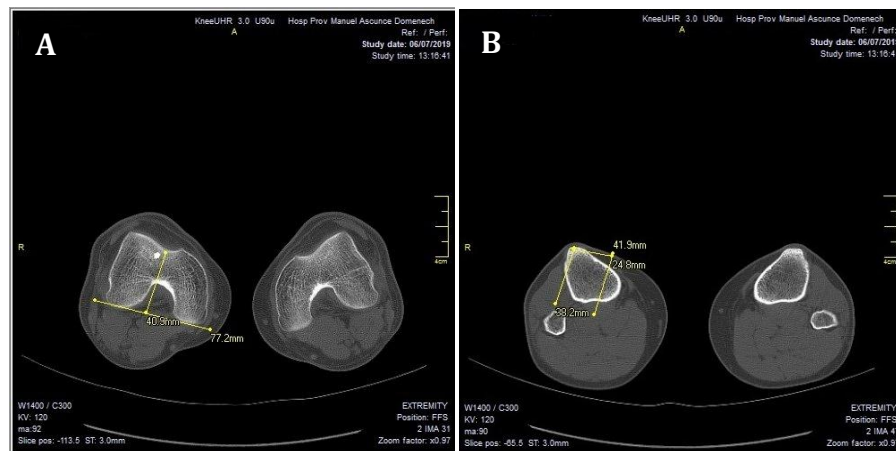 A
KneeUHR 3.0 U90u
Hosp Prov Manuel Ascunce Domenech
A
Ref: / Perf:
Study date: 06/07/2019
Study time: 13:16:41
R
4cm
40.9mm
77.2mm
W1400 / C300
KV: 120
ma:92
Slice pos: -113.5 ST: 3.0mm
EXTREMITY
Position: FFS
2 IMA 31
Zoom factor: x0.97
B
KneeUHR 3.0 U90u
Hosp Prov Manuel Ascunce Domenech
A
Ref: / Perf:
Study date: 06/07/2019
Study time: 13:16:41
R
4cm
41.9mm
24.8mm
38.2mm
W1400 / C300
KV: 120
ma:90
Slice pos: -65.5 ST: 3.0mm
EXTREMITY
Position: FFS
2 IMA 4
Zoom factor: x0.97